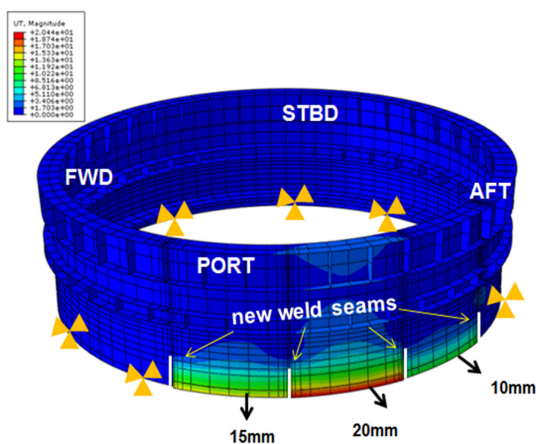 UT, Magnitude
+2.044e+01
+1.874e+01
+1.703e+01
+1.533e+01
+1.363e+01
+1.192e+01
+1.022e+01
+8.516e+00
+6.813e+00
+5.110e+00
+3.406e+00
+1.703e+00
+0.000e+00
STBD
FWD
AFT
PORT
new weld seams
10mm
20mm
15mm